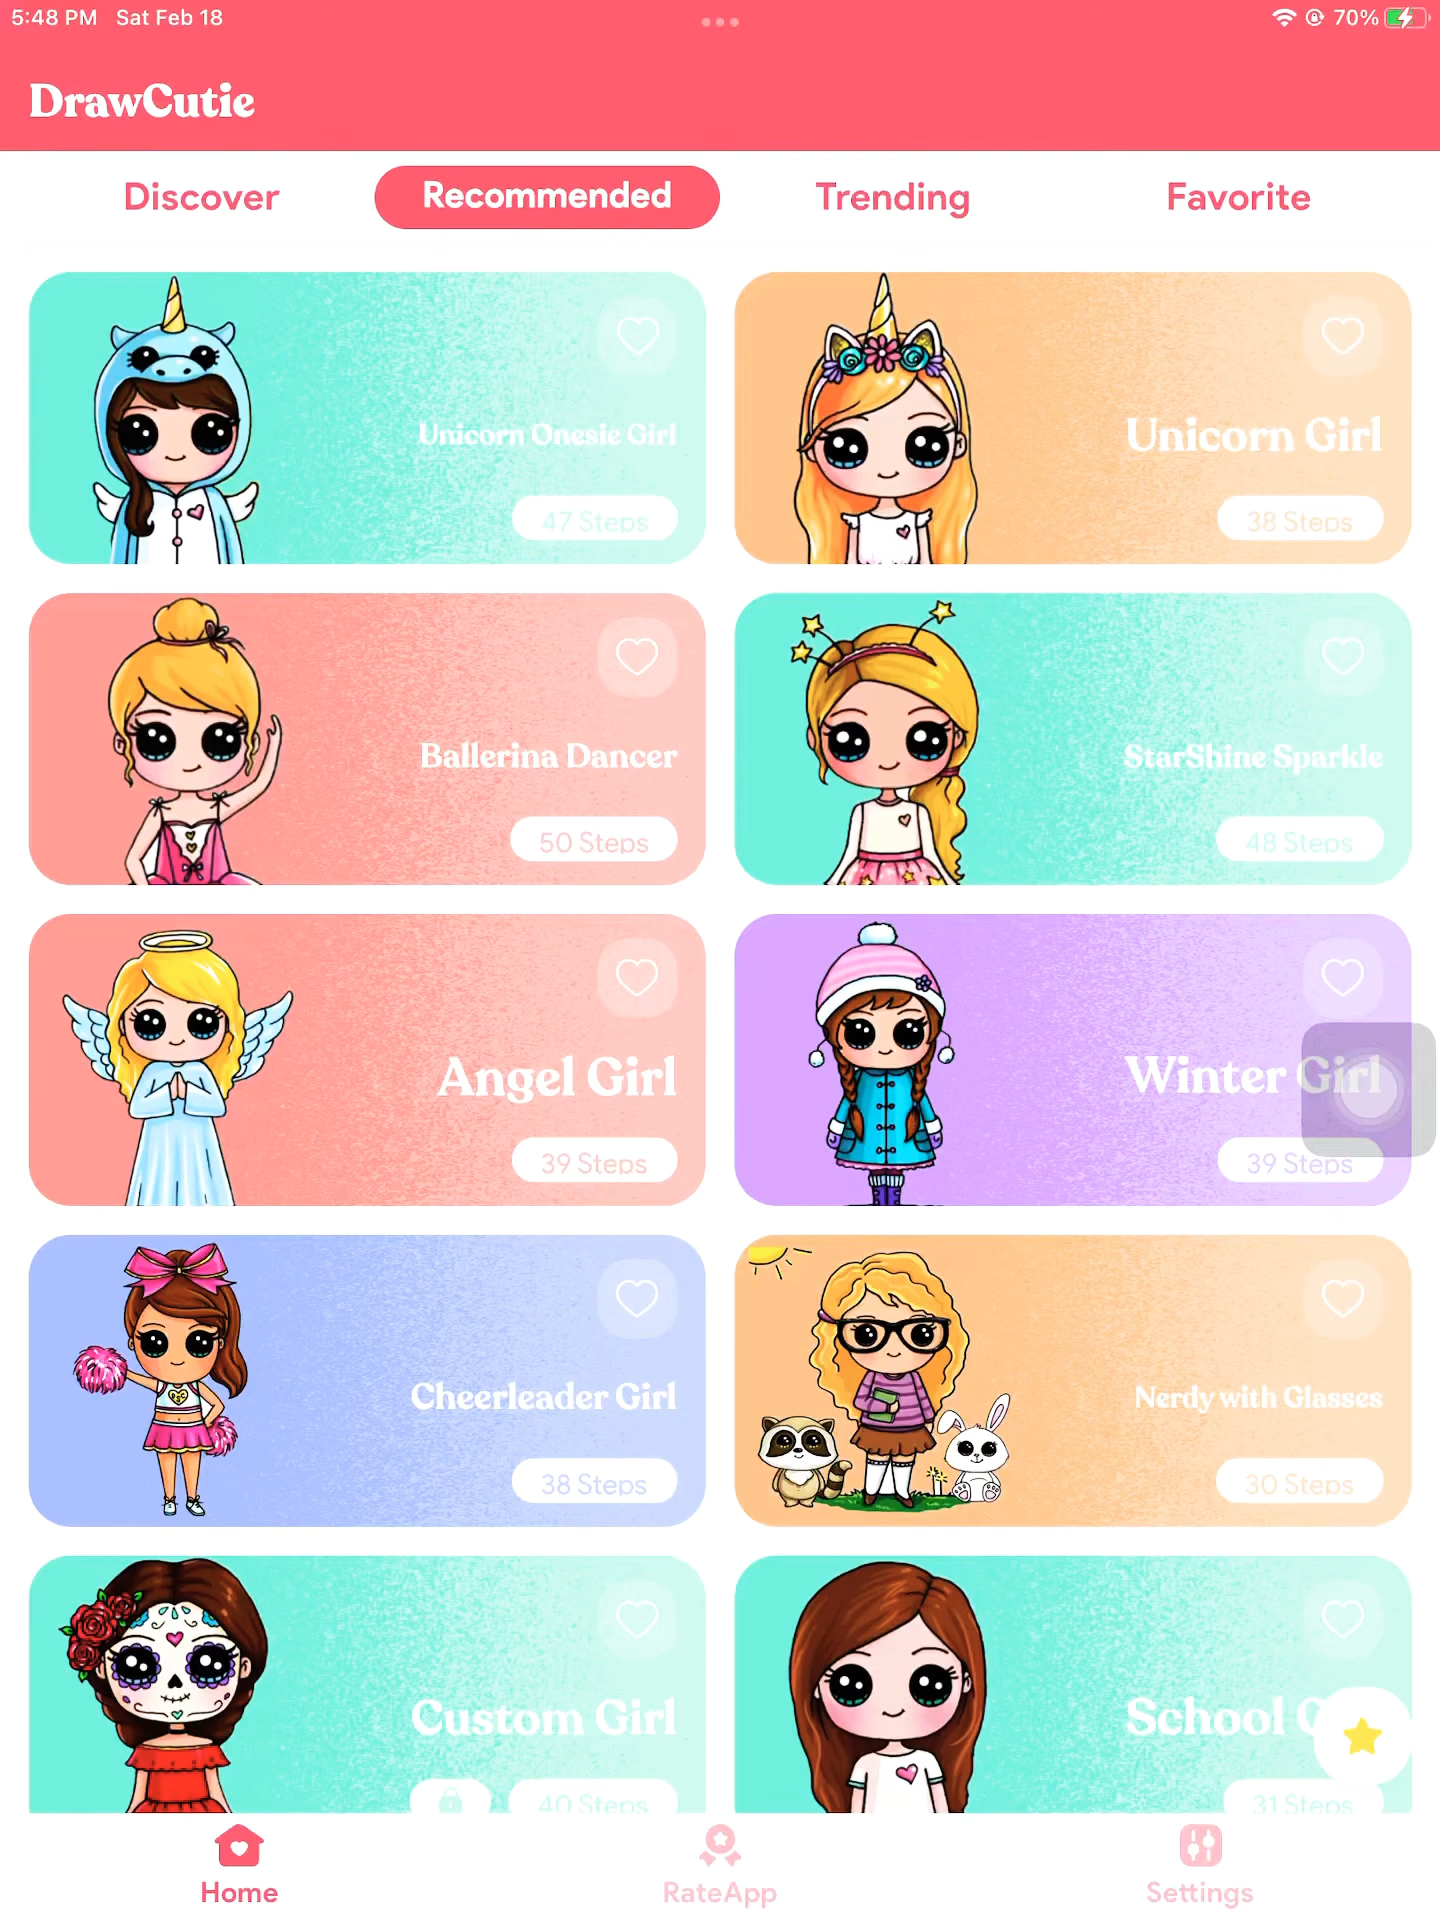 5:48 PM Sat Feb 18
70%
DrawCutie
Discover
Recommended
Trending
Favorite
Unicorn Onesie Girl
47 Steps
Unicorn Girl
38 Steps
Ballerina Dancer
50 Steps
StarShine Sparkle
48 Steps
Angel Girl
39 Steps
Winter Girl
39 Steps
Cheerleader Girl
38 Steps
Nerdy with Glasses
30 Steps
Custom Girl
40 Steps
School
31 Steps
Home
RateApp
Settings